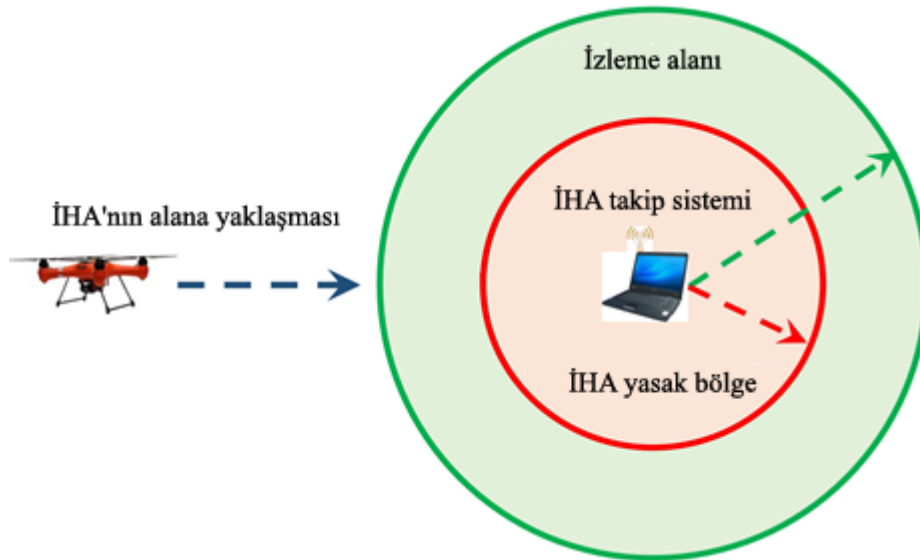 İzleme alanı
İHA takip sistemi
İHA'nın alana yaklaşması
İHA yasak bölge